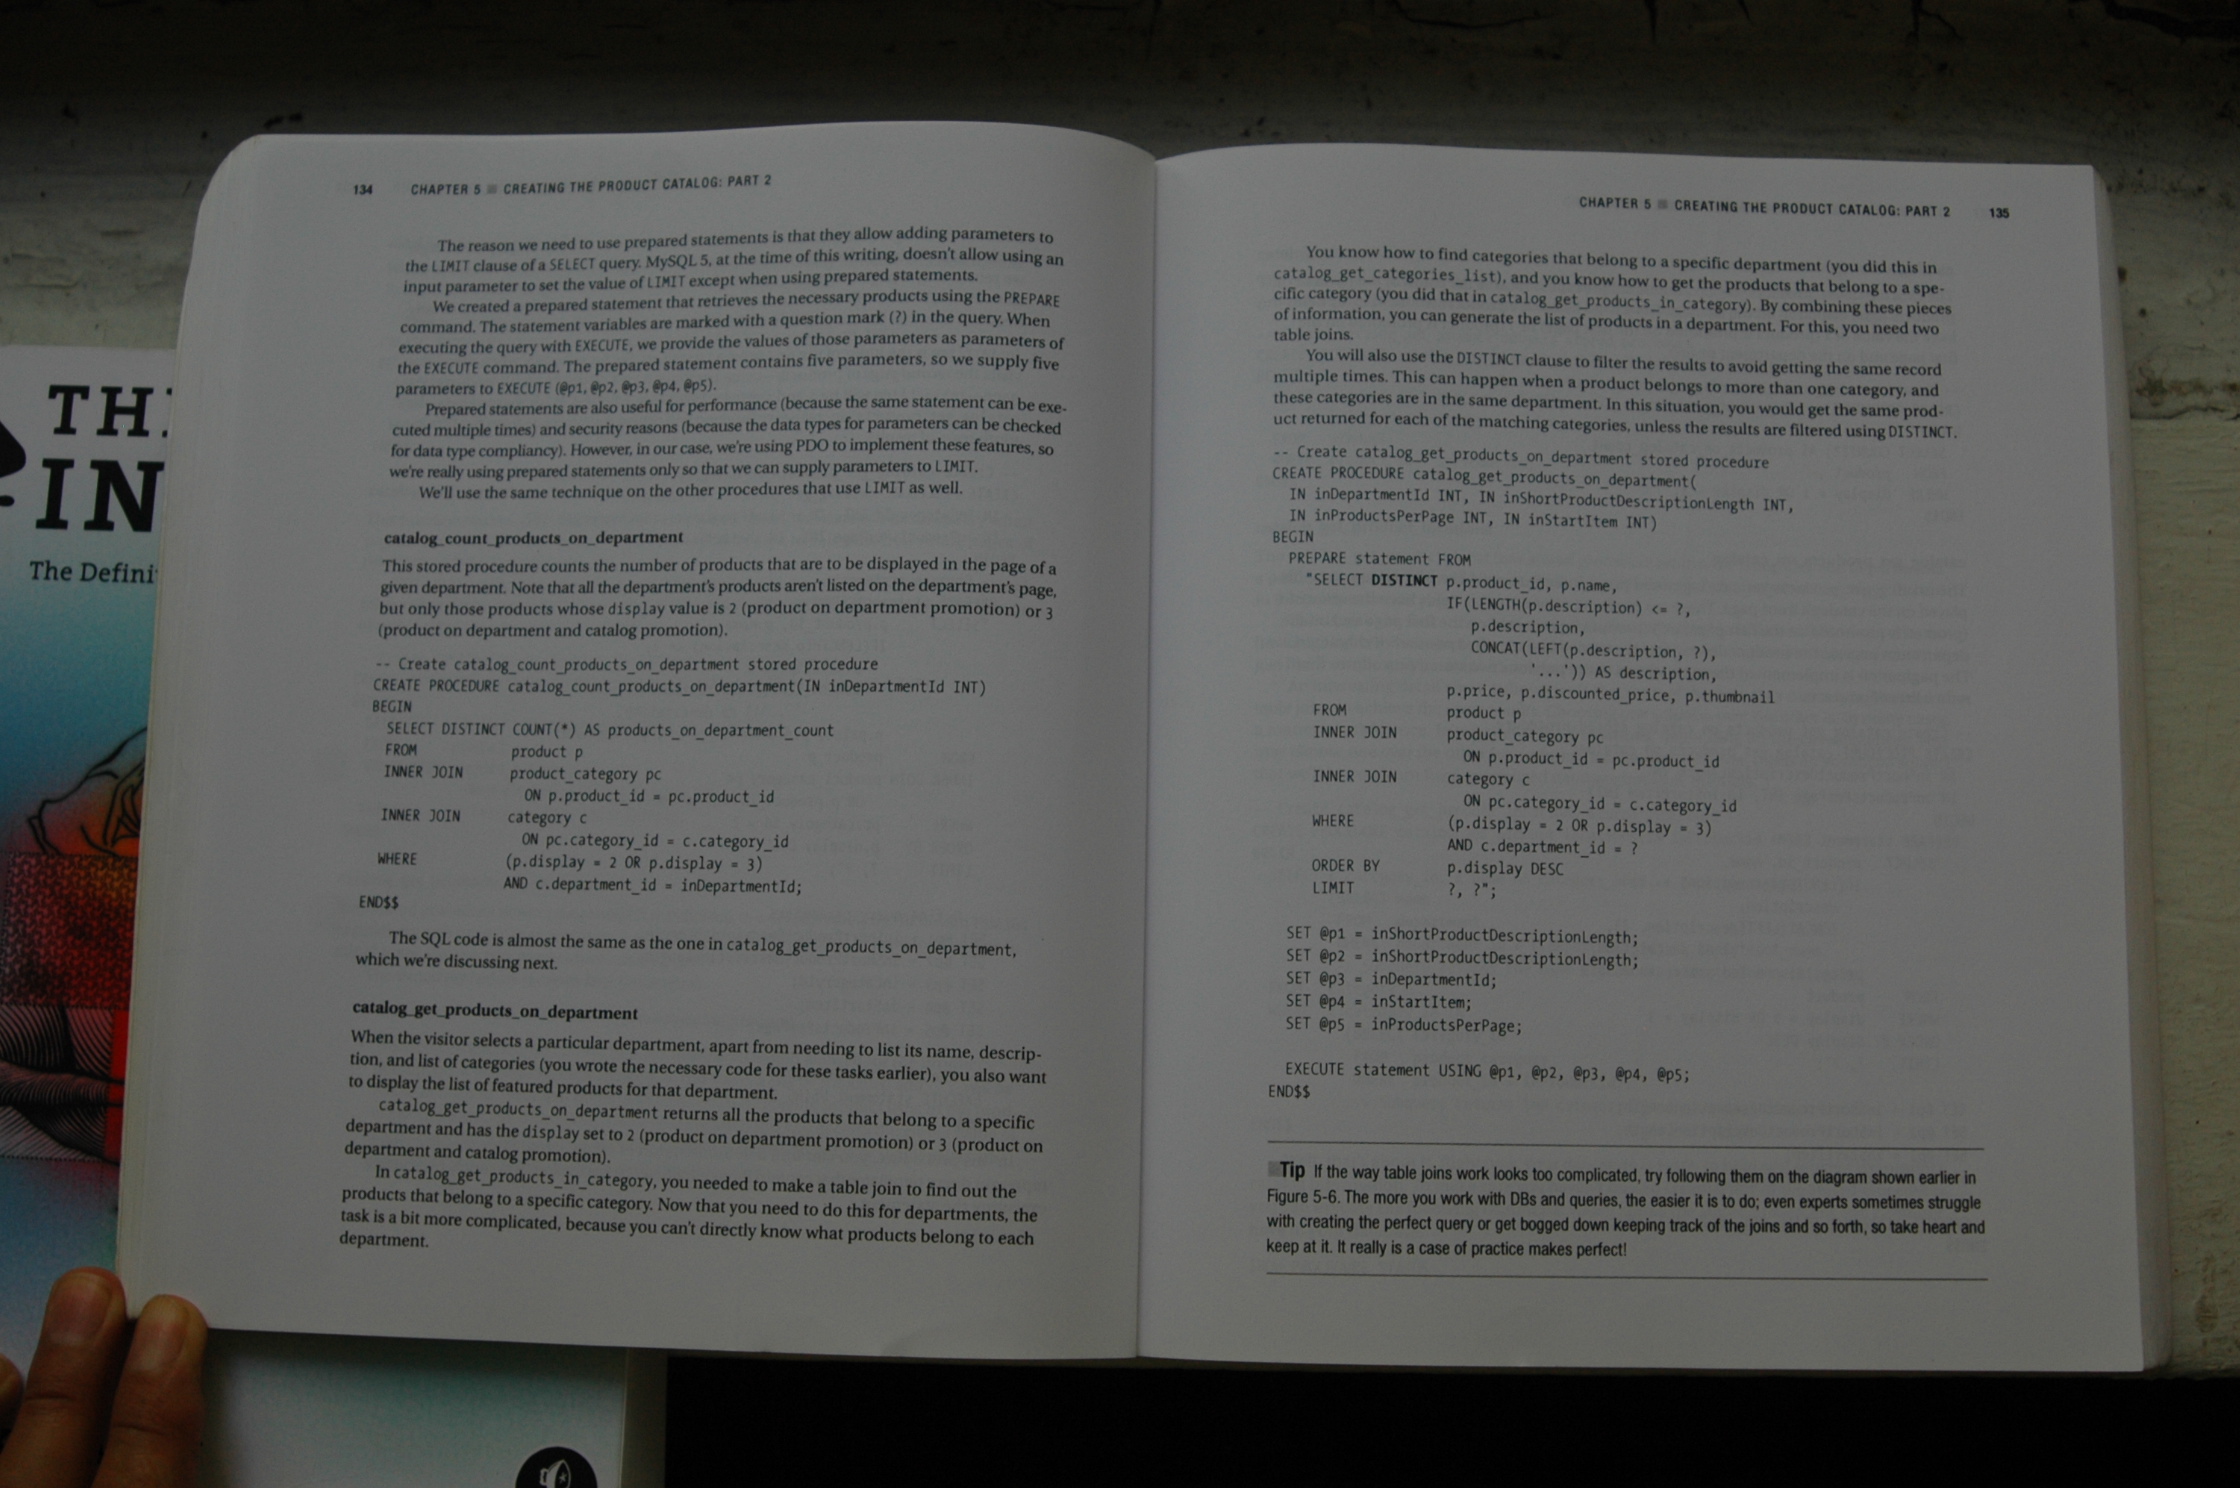 THI
IN
The Defini
134 CHAPTER 5 ■ CREATING THE PRODUCT CATALOG: PART 2
The reason we need to use prepared statements is that they allow adding parameters to
the LIMIT clause of a SELECT query. MySQL 5, at the time of this writing, doesn't allow using an
input parameter to set the value of LIMIT except when using prepared statements.
We created a prepared statement that retrieves the necessary products using the PREPARE
command. The statement variables are marked with a question mark (?) in the query. When
executing the query with EXECUTE, we provide the values of those parameters as parameters of
the EXECUTE command. The prepared statement contains five parameters, so we supply five
parameters to EXECUTE (@p1, @p2, @p3, @p4, @p5).
Prepared statements are also useful for performance (because the same statement can be exe-
cuted multiple times) and security reasons (because the data types for parameters can be checked
for data type compliancy). However, in our case, we're using PDO to implement these features, so
we're really using prepared statements only so that we can supply parameters to LIMIT.
We'll use the same technique on the other procedures that use LIMIT as well.
catalog_count_products_on_department
This stored procedure counts the number of products that are to be displayed in the page of a
given department. Note that all the department's products aren't listed on the department's page,
but only those products whose display value is 2 (product on department promotion) or 3
(product on department and catalog promotion).
-- Create catalog_count_products_on_department stored procedure
CREATE PROCEDURE catalog_count_products_on_department(IN inDepartmentId INT)
BEGIN
SELECT DISTINCT COUNT(*) AS products_on_department_count
FROM product p
INNER JOIN product_category pc
ON p.product_id = pc.product_id
INNER JOIN category c
ON pc.category_id = c.category_id
WHERE (p.display = 2 OR p.display = 3)
AND c.department_id = inDepartmentId;
END$$
The SQL code is almost the same as the one in catalog_get_products_on_department,
which we're discussing next.
catalog_get_products_on_department
When the visitor selects a particular department, apart from needing to list its name, descrip-
tion, and list of categories (you wrote the necessary code for these tasks earlier), you also want
to display the list of featured products for that department.
catalog_get_products_on_department returns all the products that belong to a specific
department and has the display set to 2 (product on department promotion) or 3 (product on
department and catalog promotion).
In catalog_get_products_in_category, you needed to make a table join to find out the
products that belong to a specific category. Now that you need to do this for departments, the
task is a bit more complicated, because you can't directly know what products belong to each
department.
CHAPTER 5 ■ CREATING THE PRODUCT CATALOG: PART 2 135
You know how to find categories that belong to a specific department (you did this in
catalog_get_categories_list), and you know how to get the products that belong to a spe-
cific category (you did that in catalog_get_products_in_category). By combining these pieces
of information, you can generate the list of products in a department. For this, you need two
table joins.
You will also use the DISTINCT clause to filter the results to avoid getting the same record
multiple times. This can happen when a product belongs to more than one category, and
these categories are in the same department. In this situation, you would get the same prod-
uct returned for each of the matching categories, unless the results are filtered using DISTINCT.
-- Create catalog_get_products_on_department stored procedure
CREATE PROCEDURE catalog_get_products_on_department(
IN inDepartmentId INT, IN inShortProductDescriptionLength INT,
IN inProductsPerPage INT, IN inStartItem INT)
BEGIN
PREPARE statement FROM
"SELECT DISTINCT p.product_id, p.name,
IF(LENGTH(p.description) <= ?,
p.description,
CONCAT(LEFT(p.description, ?),
'...')) AS description,
p.price, p.discounted_price, p.thumbnail
FROM product p
INNER JOIN product_category pc
ON p.product_id = pc.product_id
INNER JOIN category c
ON pc.category_id = c.category_id
WHERE (p.display = 2 OR p.display = 3)
AND c.department_id = ?
ORDER BY p.display DESC
LIMIT ?, ?";
SET @p1 = inShortProductDescriptionLength;
SET @p2 = inShortProductDescriptionLength;
SET @p3 = inDepartmentId;
SET @p4 = inStartItem;
SET @p5 = inProductsPerPage;
EXECUTE statement USING @p1, @p2, @p3, @p4, @p5;
END$$
■ Tip If the way table joins work looks too complicated, try following them on the diagram shown earlier in
Figure 5-6. The more you work with DBs and queries, the easier it is to do; even experts sometimes struggle
with creating the perfect query or get bogged down keeping track of the joins and so forth, so take heart and
keep at it. It really is a case of practice makes perfect!